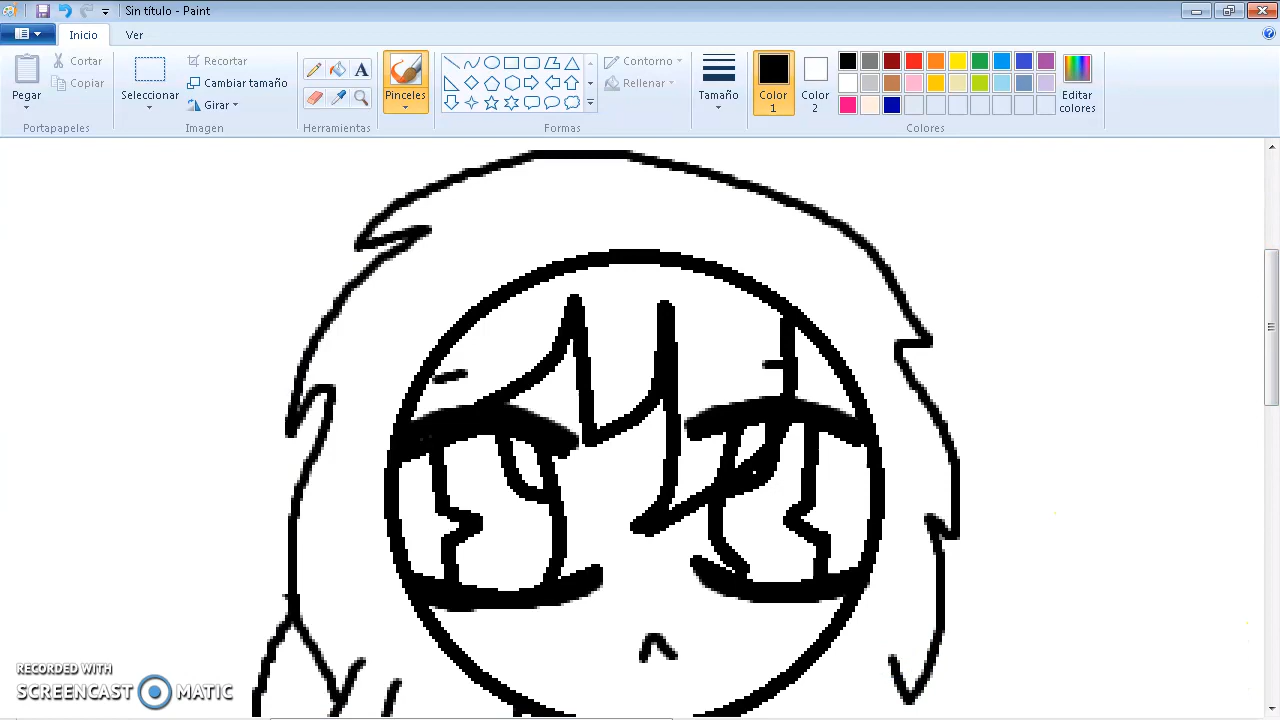 Sin título - Paint
Inicio
Ver
Pegar
Cortar
Copiar
Portapapeles
Seleccionar
Recortar
Cambiar tamaño
Girar
Imagen
A
Herramientas
Pinceles
Contorno
Rellenar
Formas
Tamaño
Color
1
Color
2
Editar
colores
Colores
RECORDED WITH
SCREENCAST MATIC